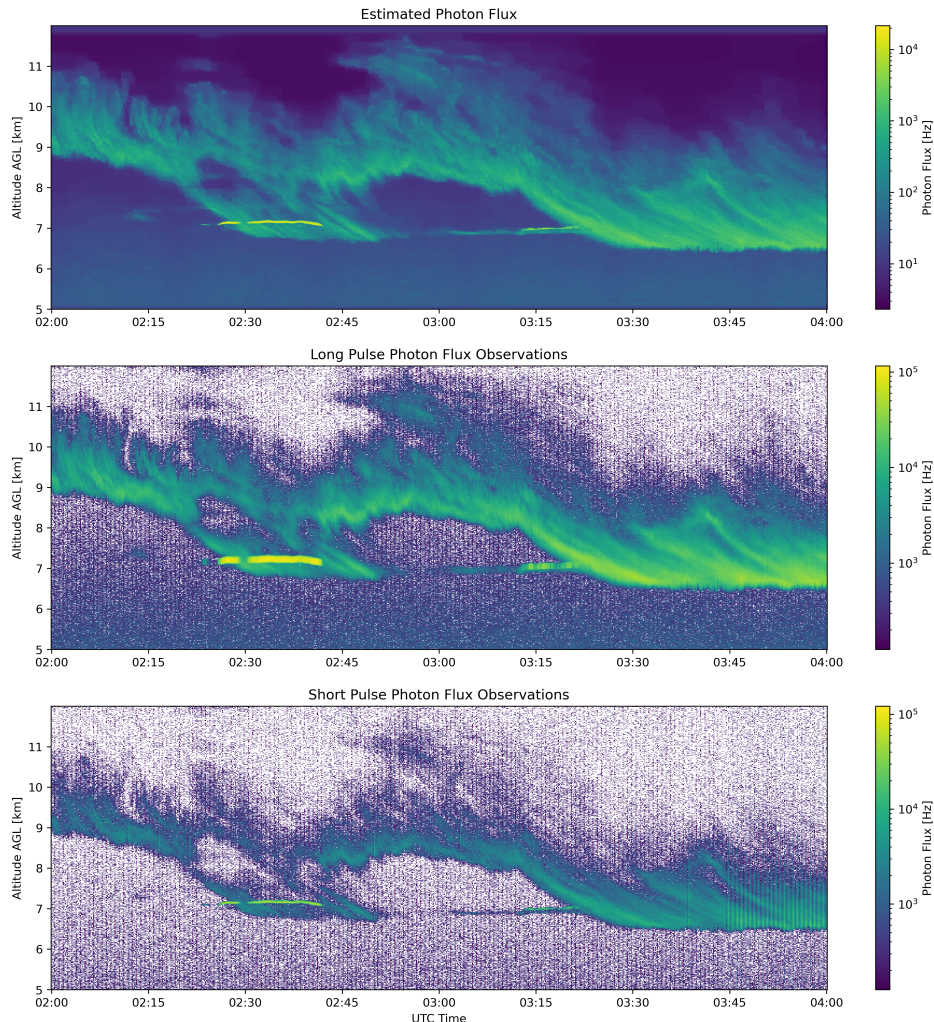 Estimated Photon Flux
Altitude AGL [km]
11
10
9
8
7
6
5
02:00 02:15 02:30 02:45 03:00 03:15 03:30 03:45 04:00
10⁴
10³
10²
10¹
Photon Flux [Hz]
Long Pulse Photon Flux Observations
Altitude AGL [km]
11
10
9
8
7
6
5
02:00 02:15 02:30 02:45 03:00 03:15 03:30 03:45 04:00
10⁵
10⁴
10³
Photon Flux [Hz]
Short Pulse Photon Flux Observations
Altitude AGL [km]
11
10
9
8
7
6
5
02:00 02:15 02:30 02:45 03:00 03:15 03:30 03:45 04:00
UTC Time
10⁵
10⁴
10³
Photon Flux [Hz]